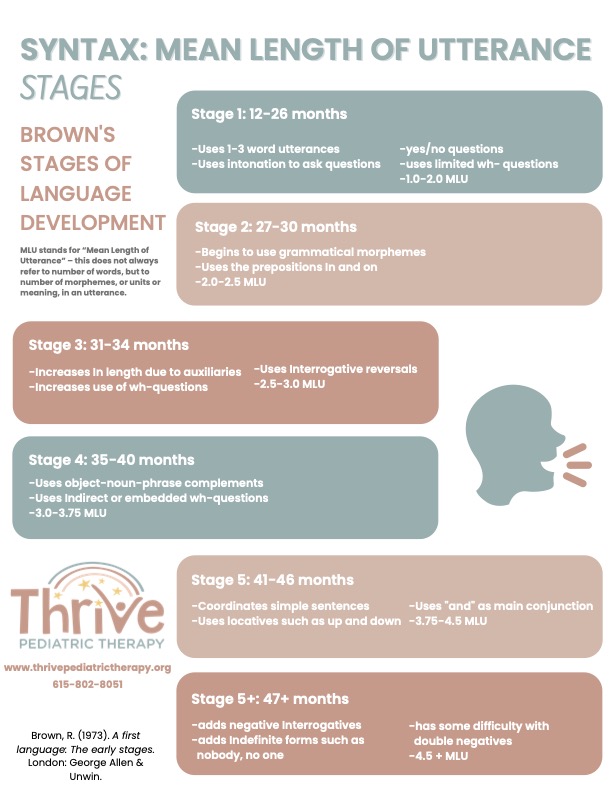 SYNTAX: MEAN LENGTH OF UTTERANCE
STAGES
BROWN'S
STAGES OF
LANGUAGE
DEVELOPMENT
MLU stands for “Mean Length of
Utterance” – this does not always
refer to number of words, but to
number of morphemes, or units or
meaning, in an utterance.
Stage 1: 12-26 months
-Uses 1-3 word utterances
-Uses intonation to ask questions
-yes/no questions
-uses limited wh- questions
-1.0-2.0 MLU
Stage 2: 27-30 months
-Begins to use grammatical morphemes
-Uses the prepositions In and on
-2.0-2.5 MLU
Stage 3: 31-34 months
-Increases In length due to auxiliaries
-Increases use of wh-questions
-Uses Interrogative reversals
-2.5-3.0 MLU
Stage 4: 35-40 months
-Uses object-noun-phrase complements
-Uses Indirect or embedded wh-questions
-3.0-3.75 MLU
Thrive
PEDIATRIC THERAPY
www.thrivepediatrictherapy.org
615-802-8051
Stage 5: 41-46 months
-Coordinates simple sentences
-Uses locatives such as up and down
-Uses "and" as main conjunction
-3.75-4.5 MLU
Stage 5+: 47+ months
-adds negative Interrogatives
-adds Indefinite forms such as
nobody, no one
-has some difficulty with
double negatives
-4.5 + MLU
Brown, R. (1973). A first
language: The early stages.
London: George Allen &
Unwin.